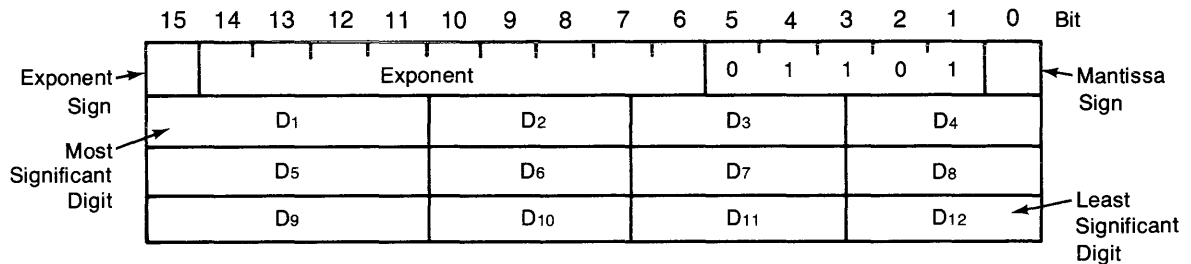 15 14 13 12 11 10 9 8 7 6 5 4 3 2 1 0 Bit
Exponent Sign
Exponent
0 1 1 0 1
Mantissa Sign
D1 D2 D3 D4
Most Significant Digit
D5 D6 D7 D8
D9 D10 D11 D12
Least Significant Digit